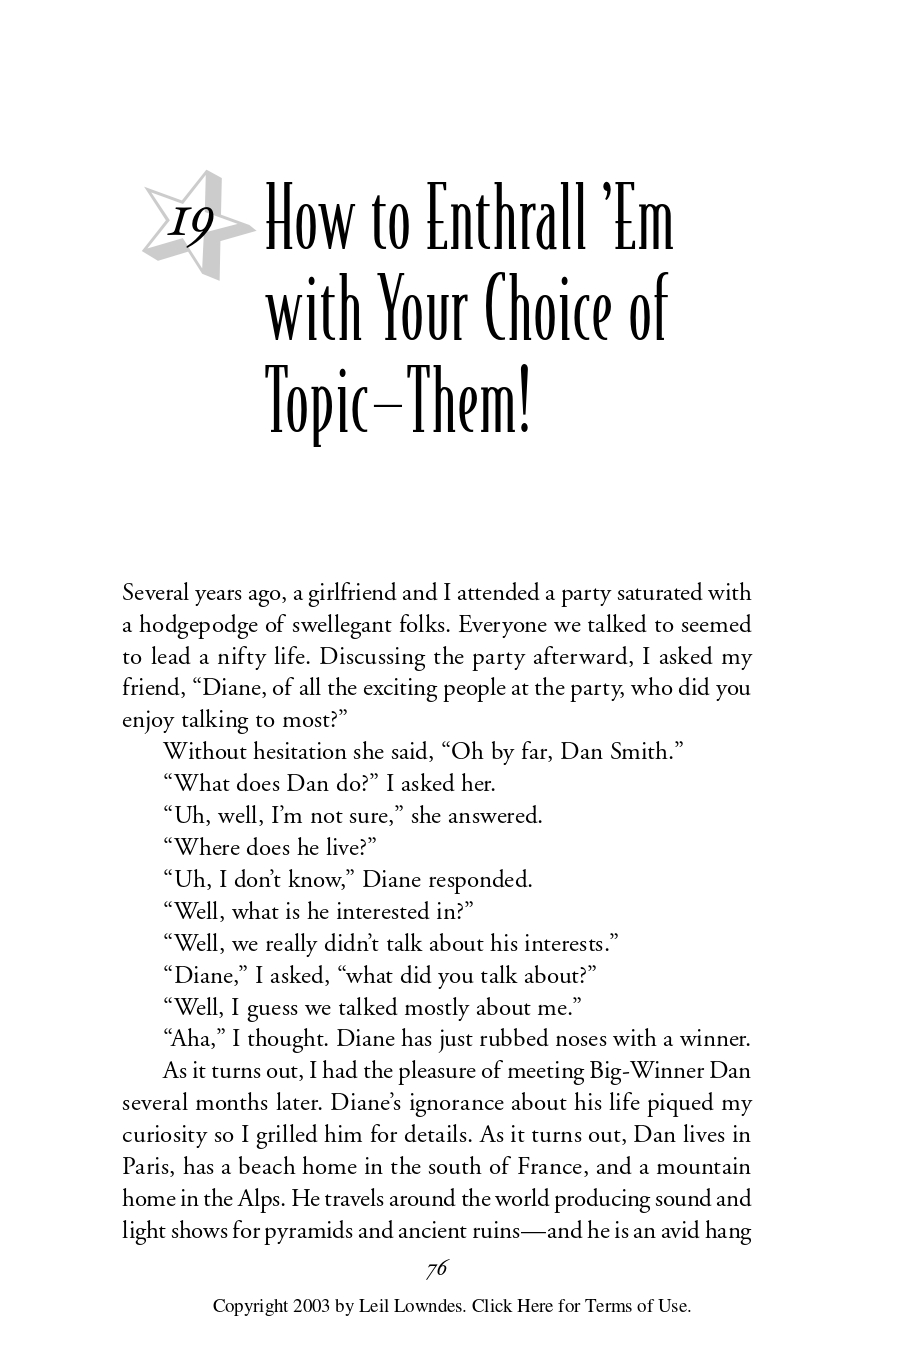 19
How to Enthrall ’Em
with Your Choice of
Topic–Them!
Several years ago, a girlfriend and I attended a party saturated with
a hodgepodge of swellegant folks. Everyone we talked to seemed
to lead a nifty life. Discussing the party afterward, I asked my
friend, “Diane, of all the exciting people at the party, who did you
enjoy talking to most?”
Without hesitation she said, “Oh by far, Dan Smith.”
“What does Dan do?” I asked her.
“Uh, well, I’m not sure,” she answered.
“Where does he live?”
“Uh, I don’t know,” Diane responded.
“Well, what is he interested in?”
“Well, we really didn’t talk about his interests.”
“Diane,” I asked, “what did you talk about?”
“Well, I guess we talked mostly about me.”
“Aha,” I thought. Diane has just rubbed noses with a winner.
As it turns out, I had the pleasure of meeting Big-Winner Dan
several months later. Diane’s ignorance about his life piqued my
curiosity so I grilled him for details. As it turns out, Dan lives in
Paris, has a beach home in the south of France, and a mountain
home in the Alps. He travels around the world producing sound and
light shows for pyramids and ancient ruins—and he is an avid hang
76
Copyright 2003 by Leil Lowndes. Click Here for Terms of Use.